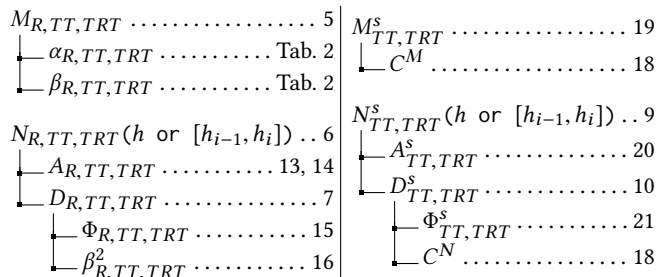 M_{R,TT,TRT} ........... 5
α_{R,TT,TRT} ........... Tab. 2
β_{R,TT,TRT} ........... Tab. 2
N_{R,TT,TRT}(h or [h_{i−1}, h_i]) .. 6
A_{R,TT,TRT} ........... 13, 14
D_{R,TT,TRT} ........... 7
Φ_{R,TT,TRT} .......... 15
β^2_{R,TT,TRT} .......... 16
M^s_{TT,TRT} ............... 19
C^M ................. 18
N^s_{TT,TRT}(h or [h_{i−1}, h_i]) .. 9
A^s_{TT,TRT} ............. 20
D^s_{TT,TRT} ............. 10
Φ^s_{TT,TRT} ........... 21
C^N .............. 18